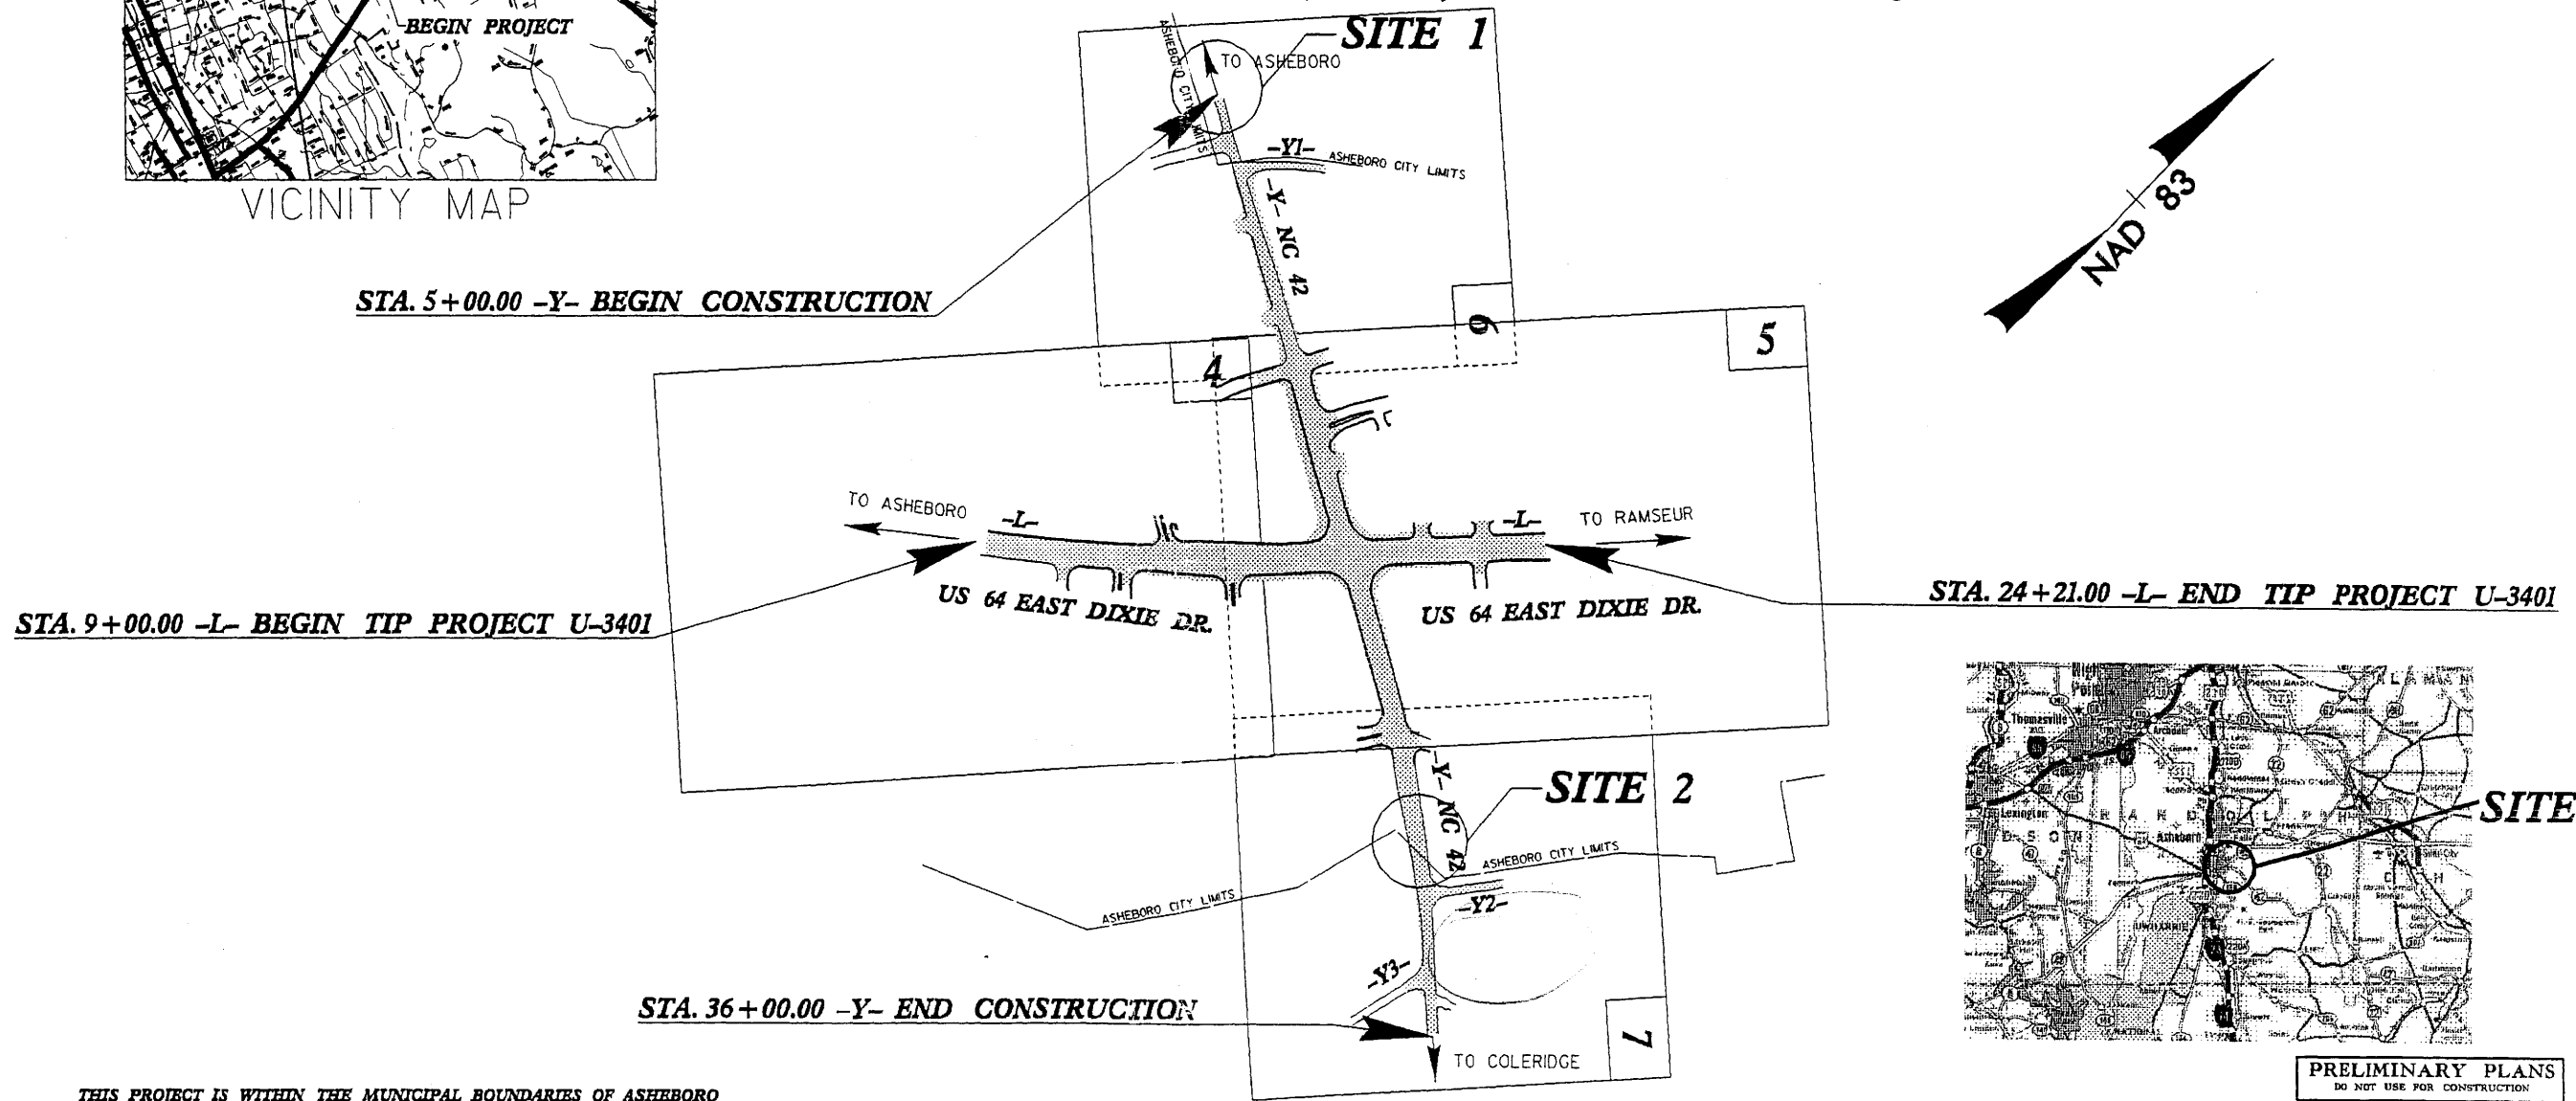 BEGIN PROJECT
VICINITY MAP
SITE 1
TO ASHEBORO
ASHEBORO CITY LIMITS
-Y1-
ASHEBORO CITY LIMITS
-Y- NC 42
NAD 83
STA. 5+00.00 -Y- BEGIN CONSTRUCTION
6
5
4
TO ASHEBORO
-L-
-L-
TO RAMSEUR
US 64 EAST DIXIE DR.
US 64 EAST DIXIE DR.
STA. 9+00.00 -L- BEGIN TIP PROJECT U-3401
STA. 24+21.00 -L- END TIP PROJECT U-3401
-Y- NC 42
SITE 2
ASHEBORO CITY LIMITS
ASHEBORO CITY LIMITS
-Y2-
-Y3-
STA. 36+00.00 -Y- END CONSTRUCTION
7
TO COLERIDGE
Thomasville
Lexington
Asheboro
SITE
PRELIMINARY PLANS
DO NOT USE FOR CONSTRUCTION
THIS PROJECT IS WITHIN THE MUNICIPAL BOUNDARIES OF ASHEBORO